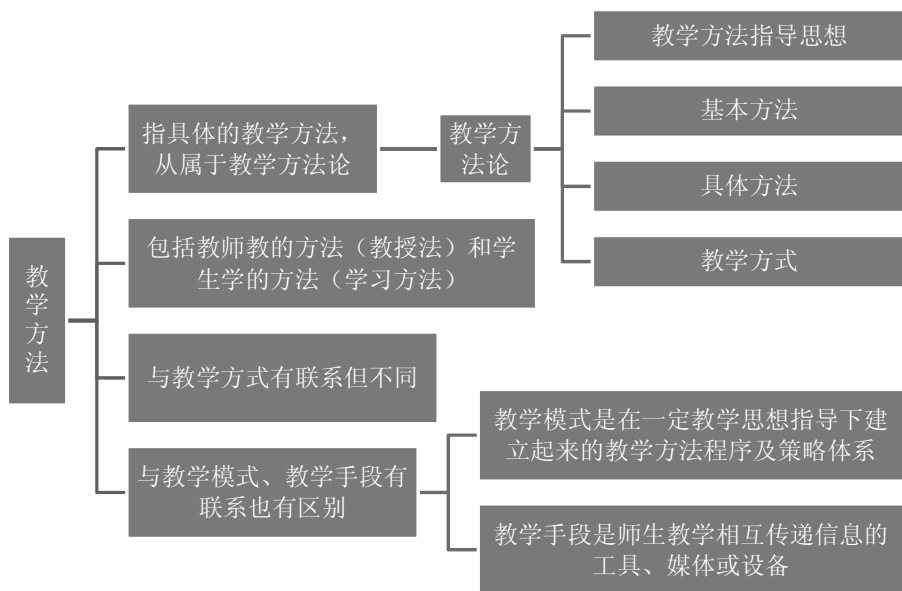 教学方法
指具体的教学方法，
从属于教学方法论
教学方
法论
教学方法指导思想
基本方法
具体方法
教学方式
包括教师教的方法（教授法）和学
生学的方法（学习方法）
与教学方式有联系但不同
与教学模式、教学手段有
联系也有区别
教学模式是在一定教学思想指导下建
立起来的教学方法程序及策略体系
教学手段是师生教学相互传递信息的
工具、媒体或设备